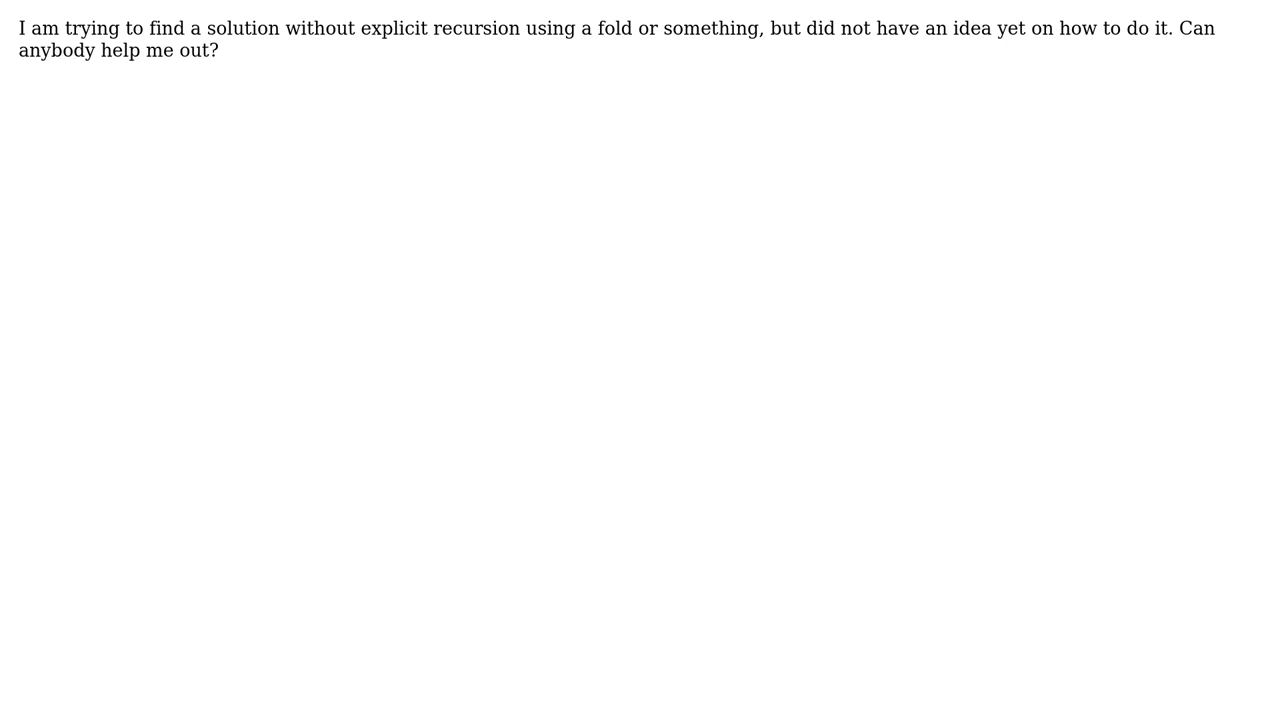 I am trying to find a solution without explicit recursion using a fold or something, but did not have an idea yet on how to do it. Can
anybody help me out?